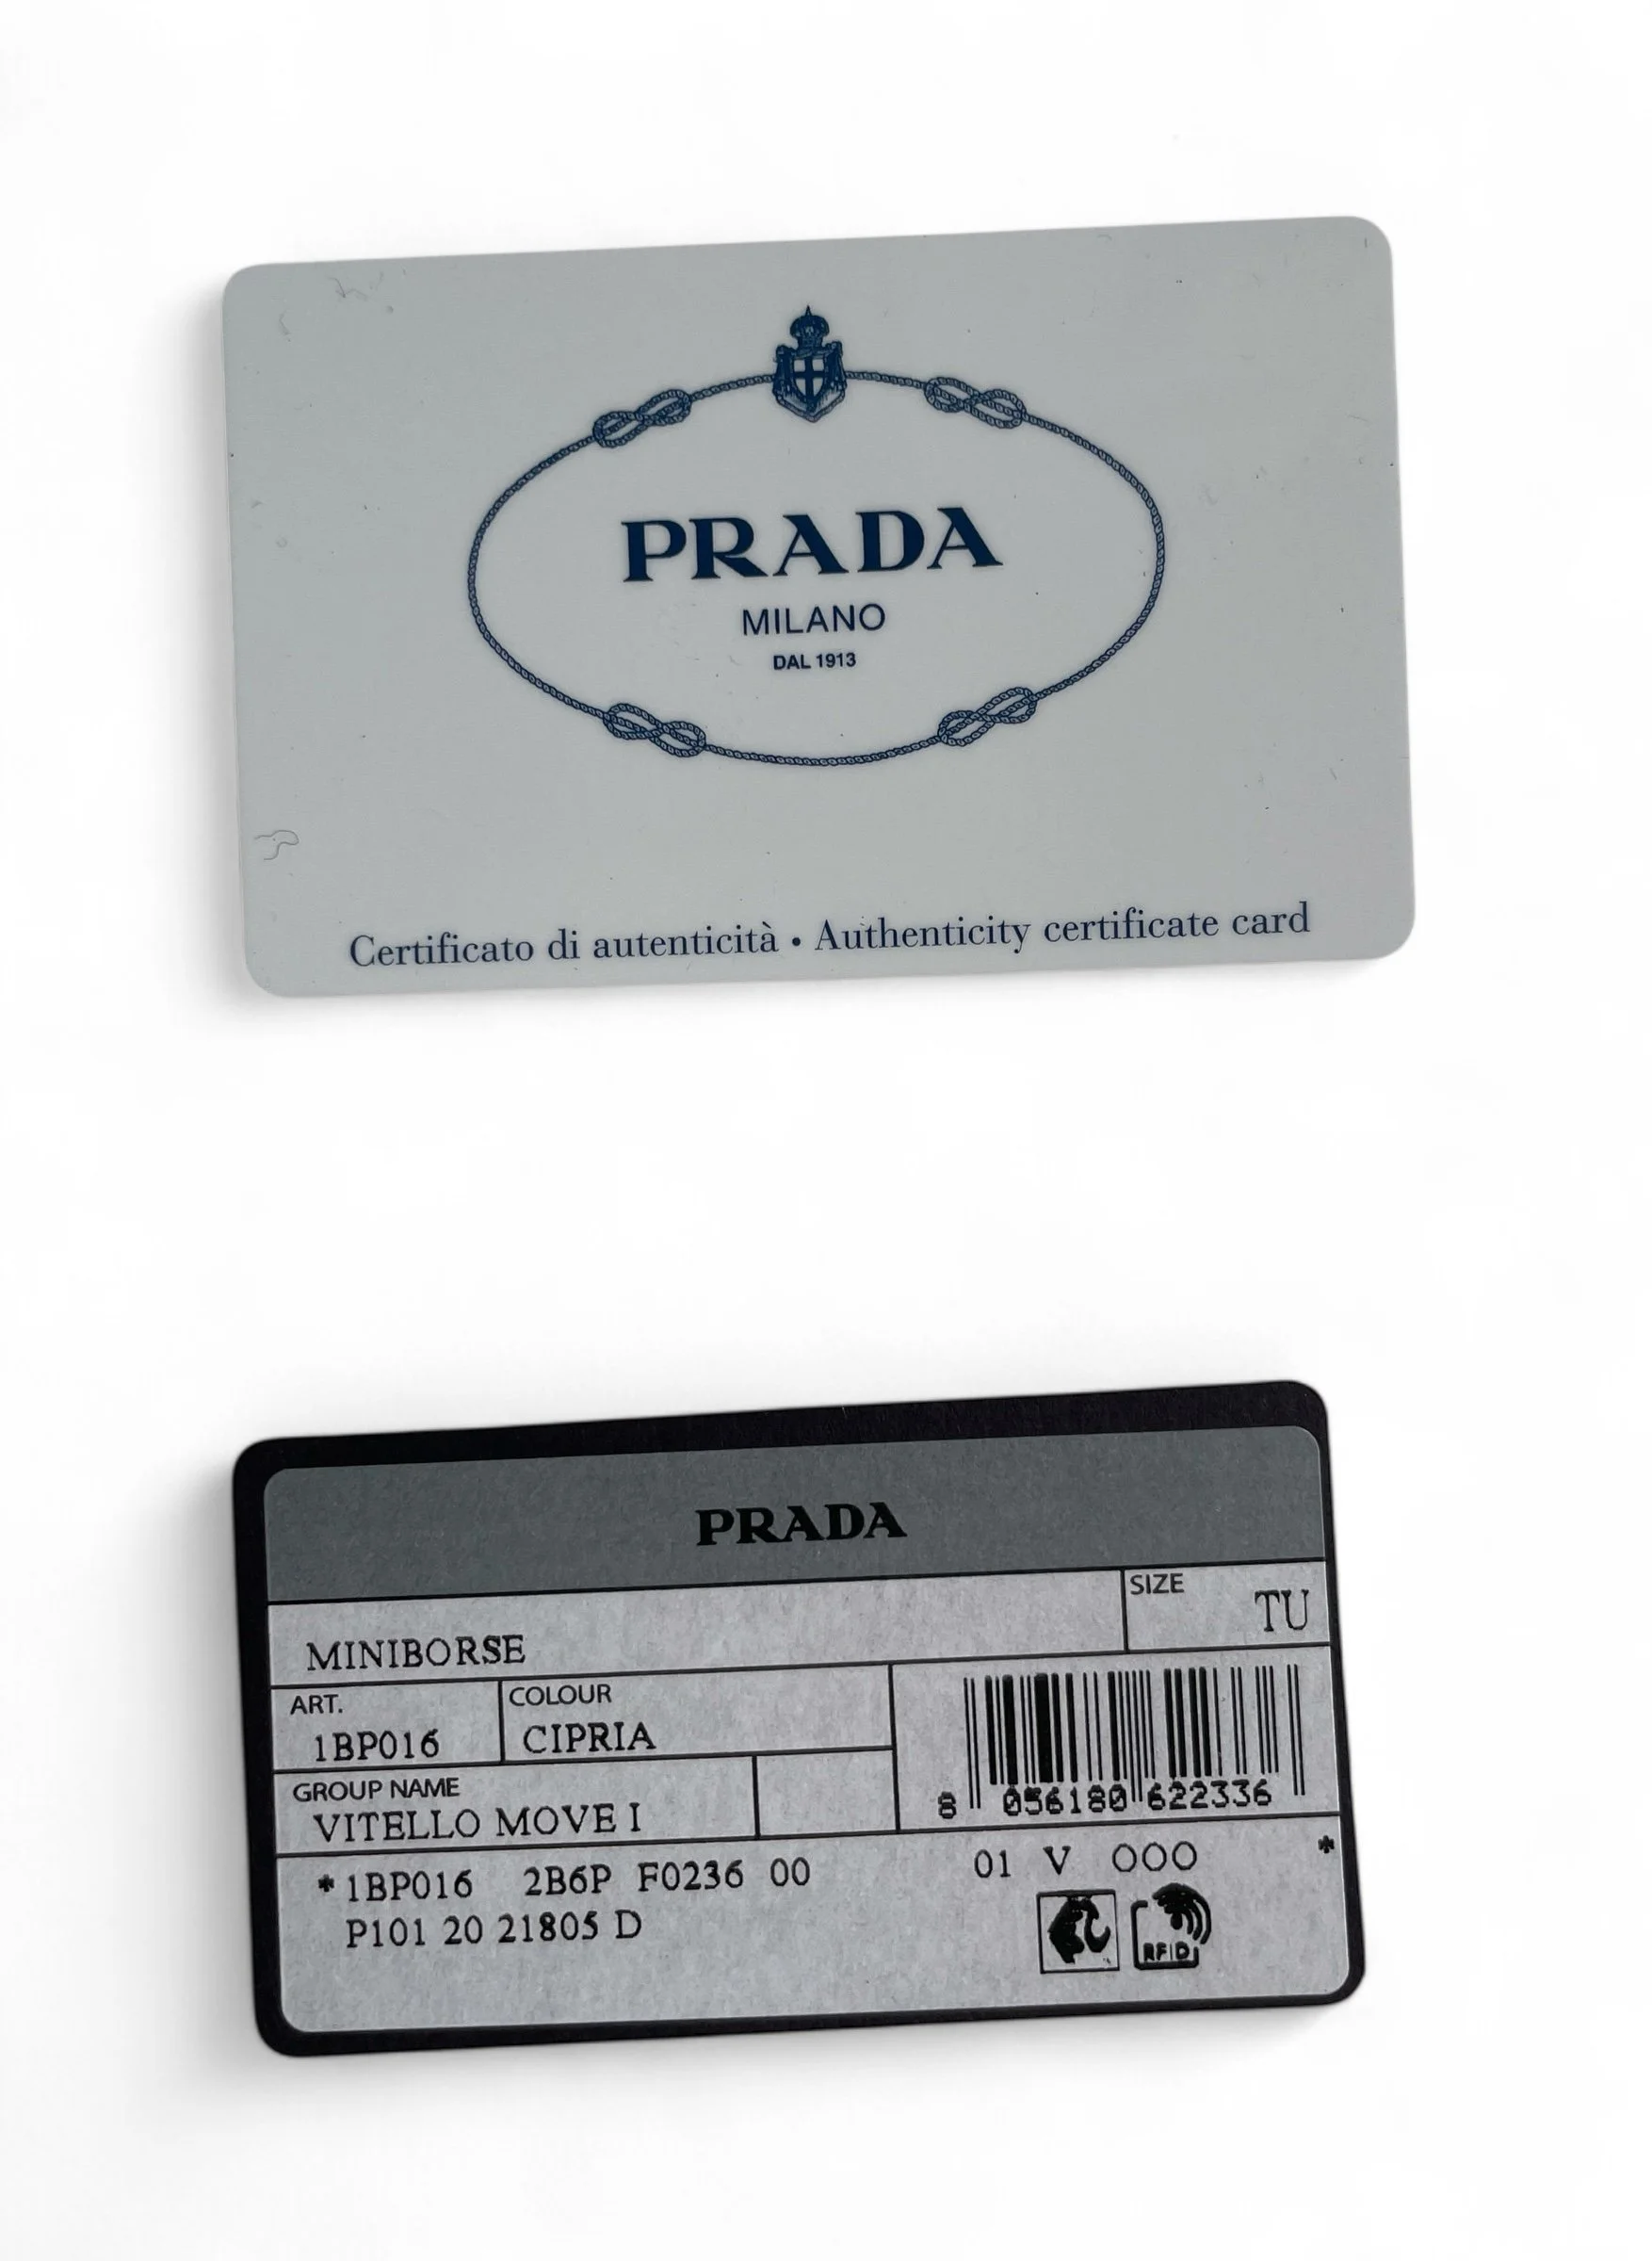 PRADA
MILANO
DAL 1913
Certificato di autenticità • Authenticity certificate card
PRADA
SIZE
TU
MINIBORSE
ART.
1BP016
COLOUR
CIPRIA
GROUP NAME
VITELLO MOVE I
8 056180 622336
*1BP016 2B6P F0236 00 01 V OOO *
P101 20 21805 D
RFID